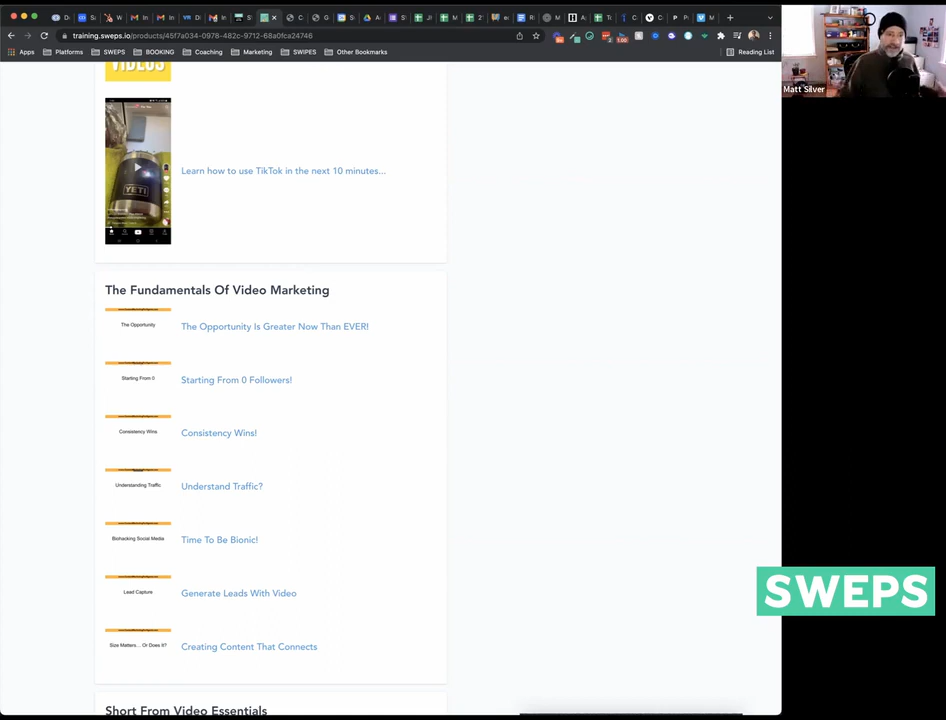 training.sweps.io/products/45f7a034-0978-482c-9712-68a0fca24746
Apps Platforms SWEPS BOOKING Coaching Marketing SWIPES Other Bookmarks Reading List
Matt Silver
VIDEOS
YETI
Learn how to use TikTok in the next 10 minutes...
The Fundamentals Of Video Marketing
The Opportunity
The Opportunity Is Greater Now Than EVER!
Starting From 0
Starting From 0 Followers!
Consistency Wins
Consistency Wins!
Understanding Traffic
Understand Traffic?
Biohacking Social Media
Time To Be Bionic!
SWEPS
Lead Capture
Generate Leads With Video
Size Matters... Or Does It?
Creating Content That Connects
Short From Video Essentials